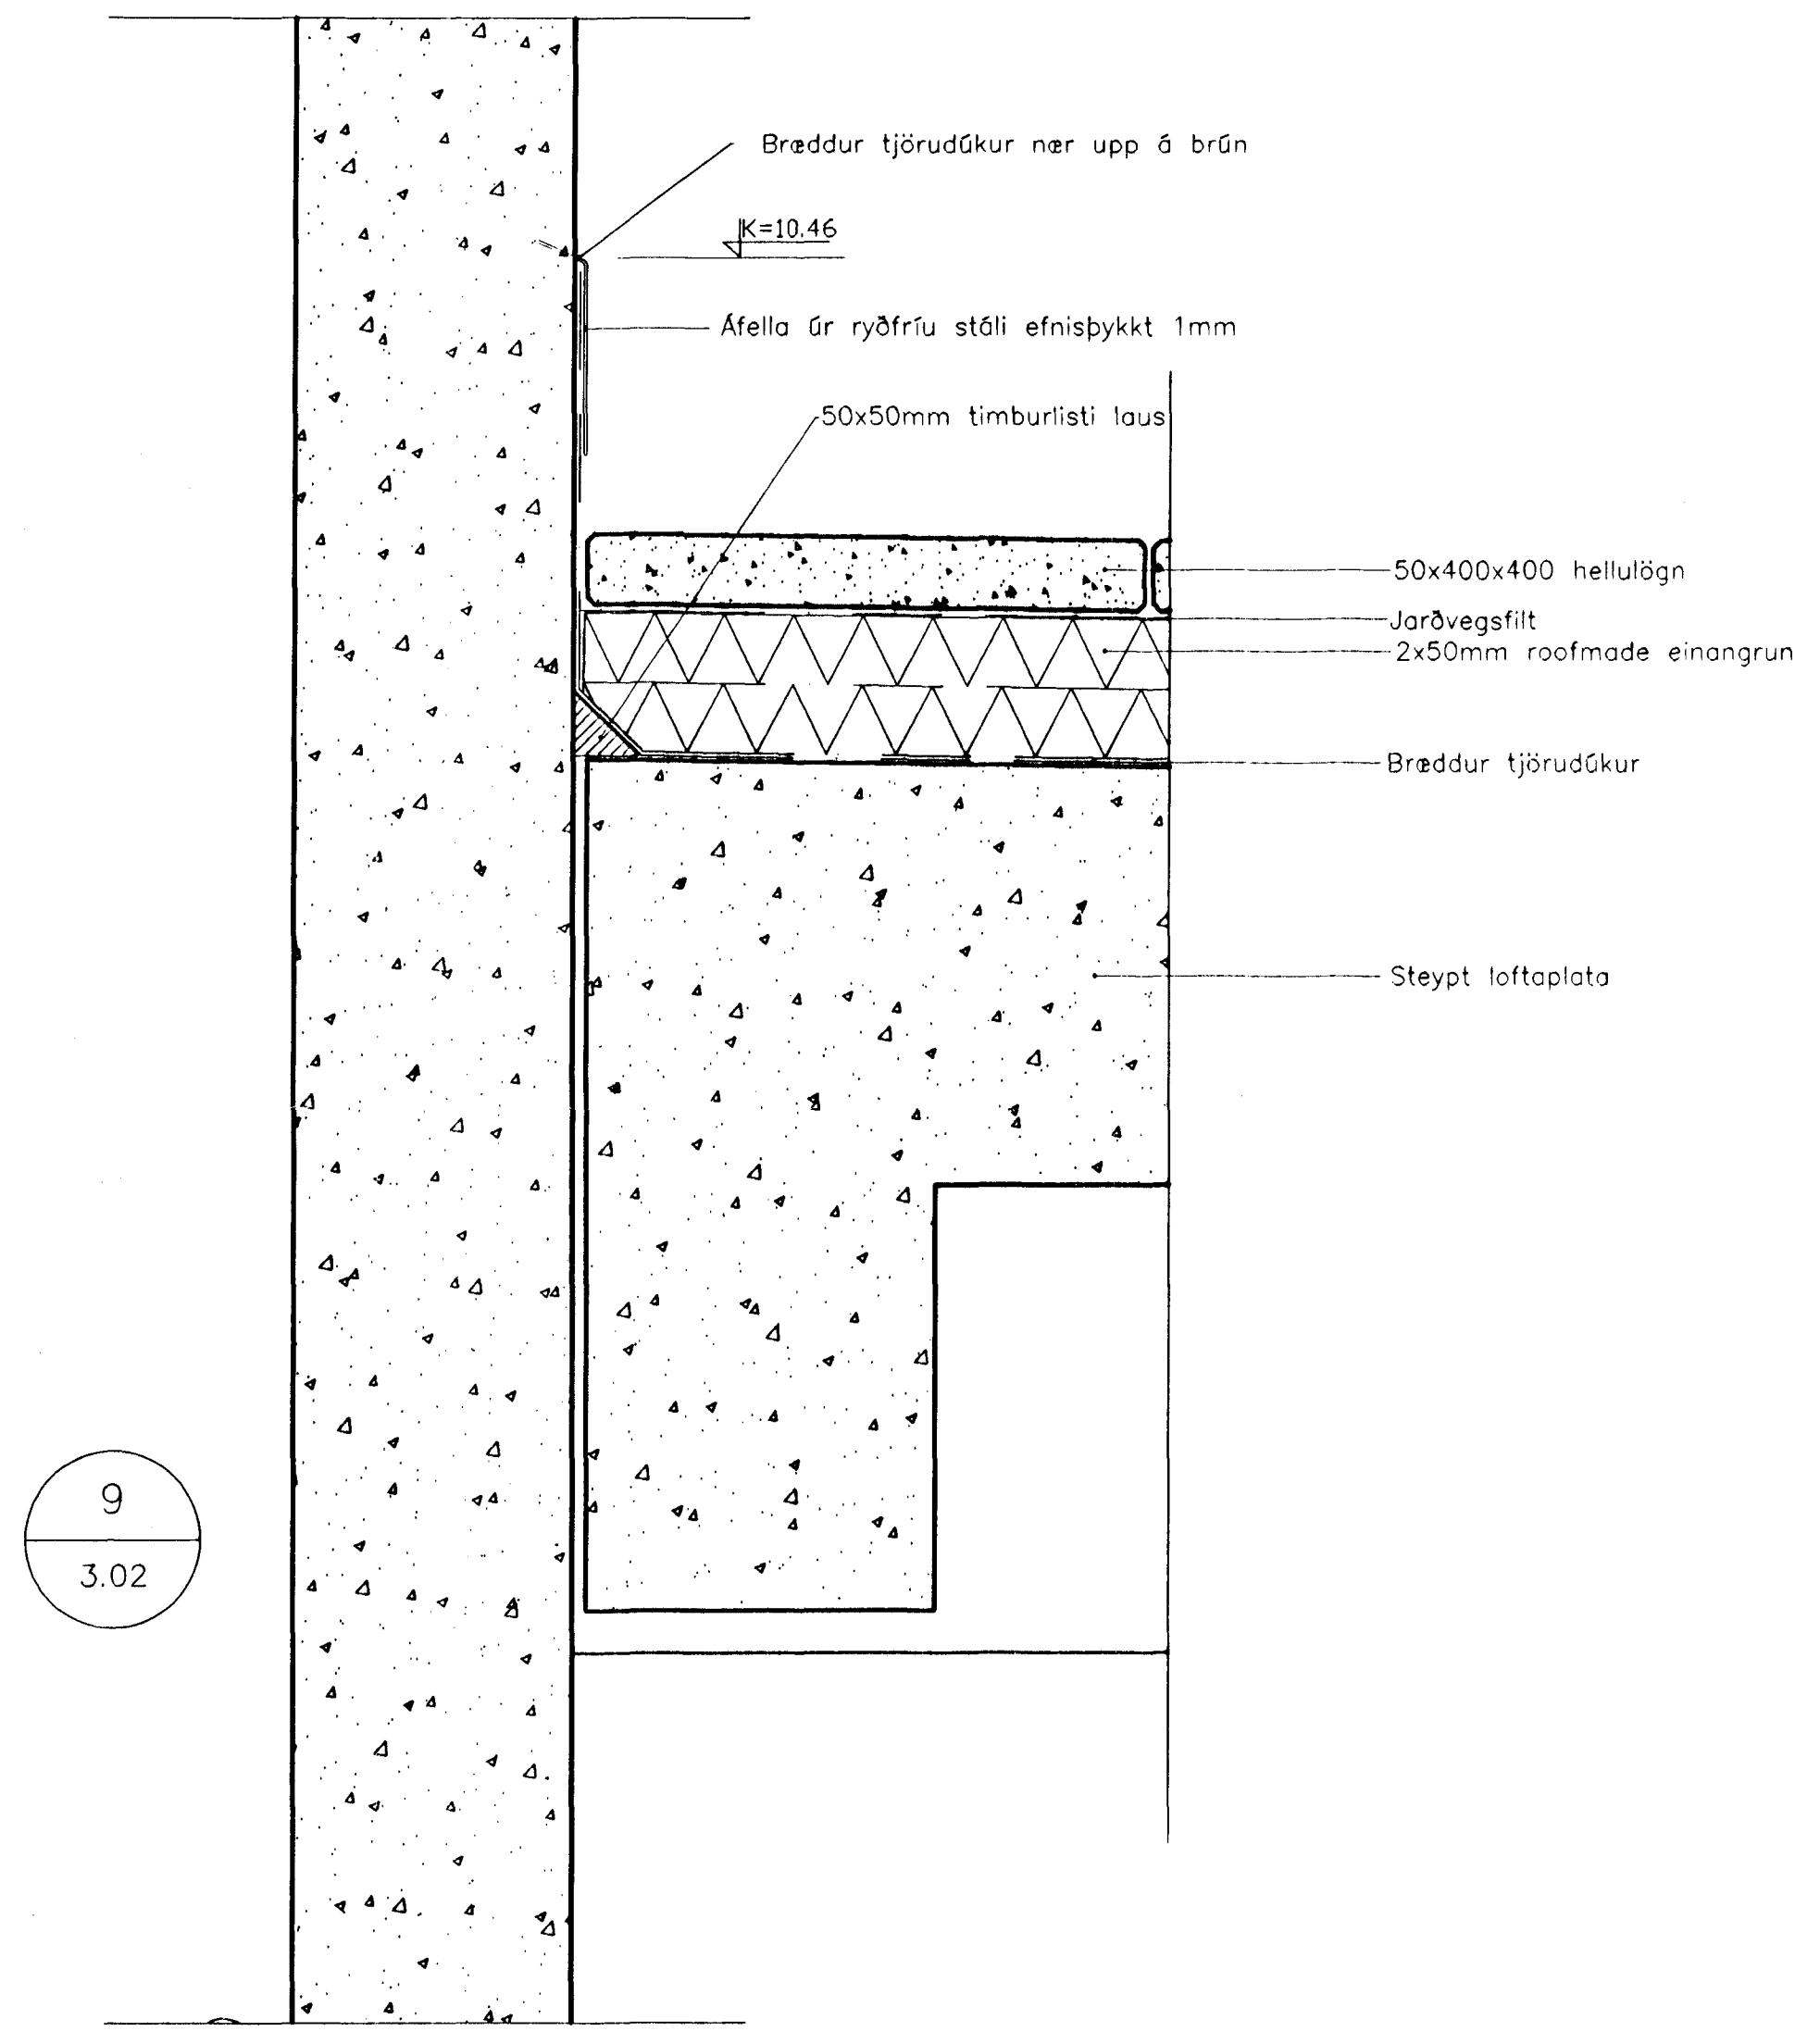 Bræddur tjörudúkur nær upp á brún
K=10.46
Áfella úr ryðfríu stáli efnisþykkt 1mm
50x50mm timburlisti laus
50x400x400 hellulögn
Jarðvegsfilt
2x50mm roofmade einangrun
Bræddur tjörudúkur
Steypt loftaplata
9
3.02